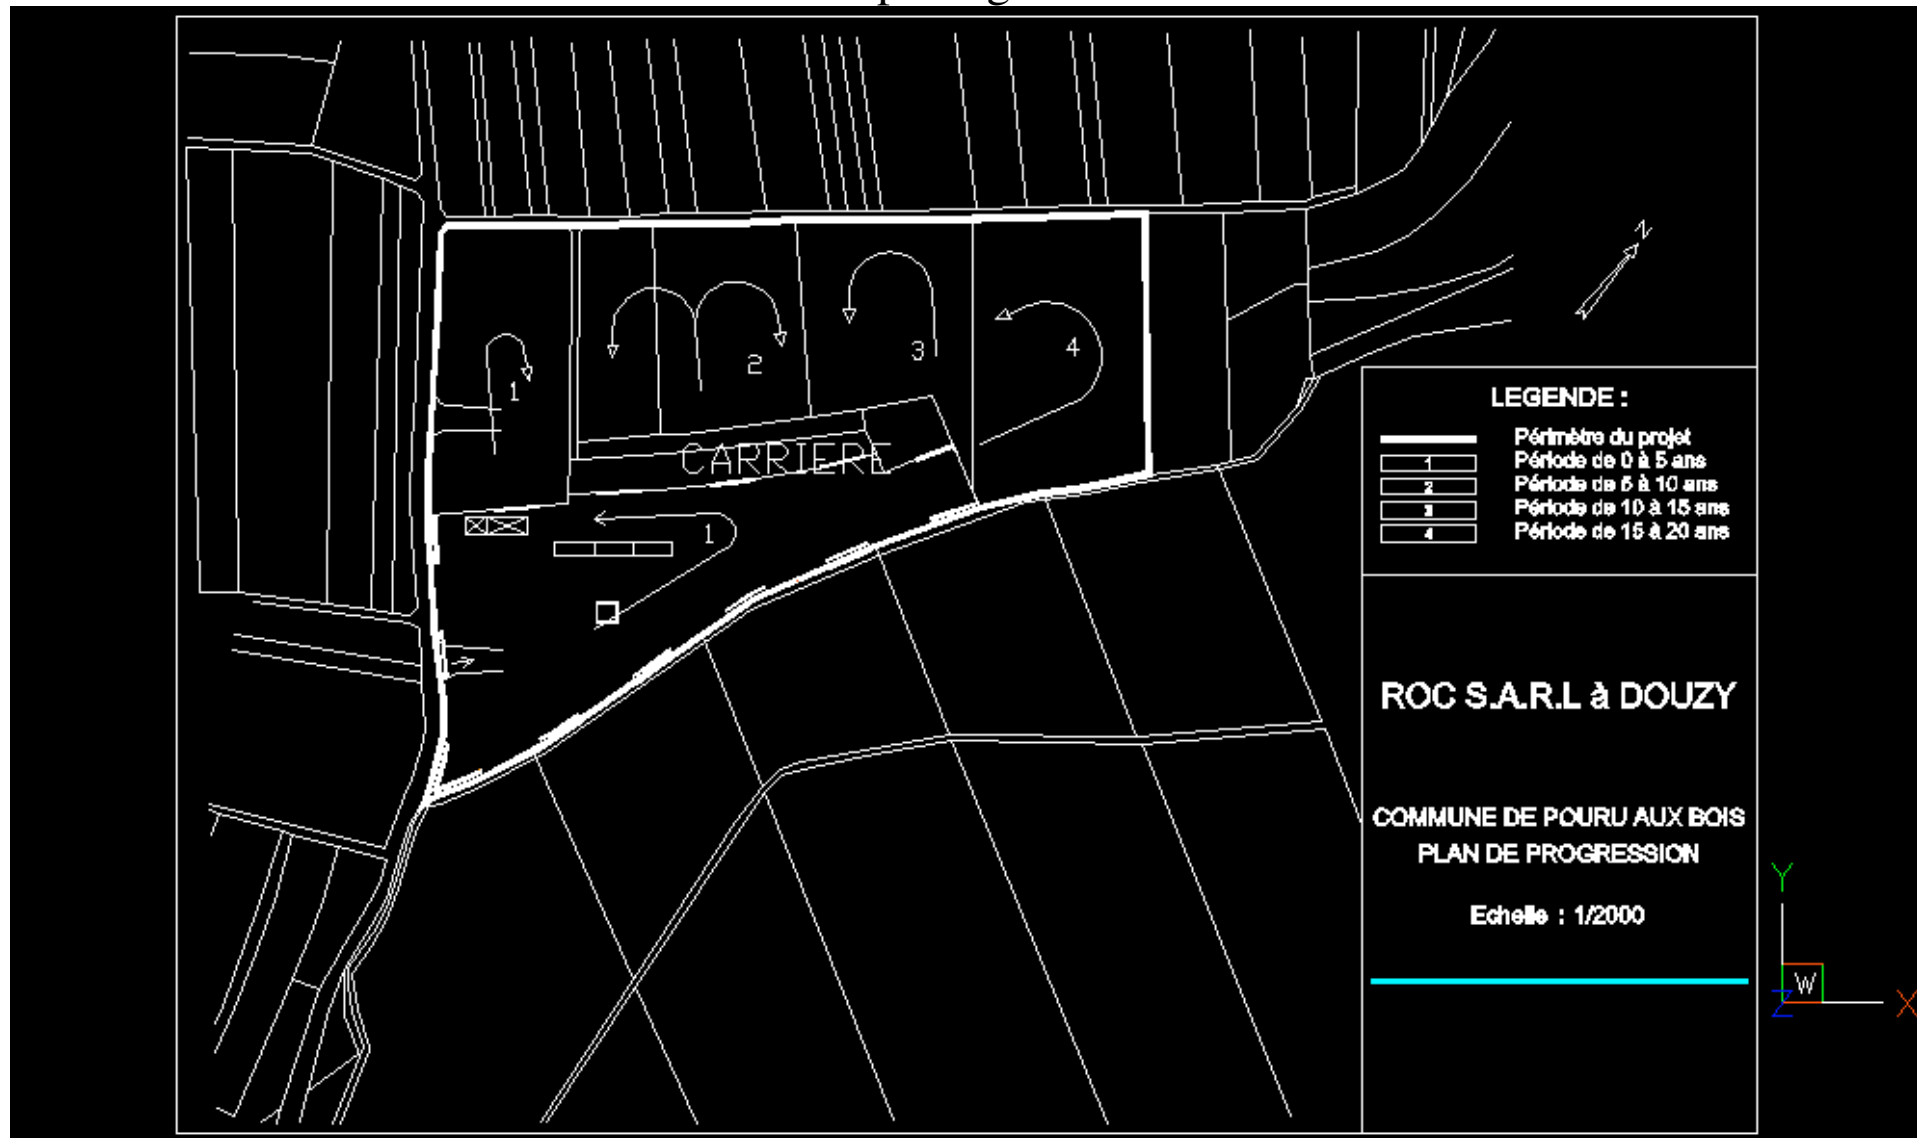 N
1
2
3
4
CARRIERE
1
LEGENDE :
Périmètre du projet
1 Période de 0 à 5 ans
2 Période de 5 à 10 ans
3 Période de 10 à 15 ans
4 Période de 15 à 20 ans
ROC S.A.R.L à DOUZY
COMMUNE DE POURU AUX BOIS
PLAN DE PROGRESSION
Echelle : 1/2000
Y
W
Z
X